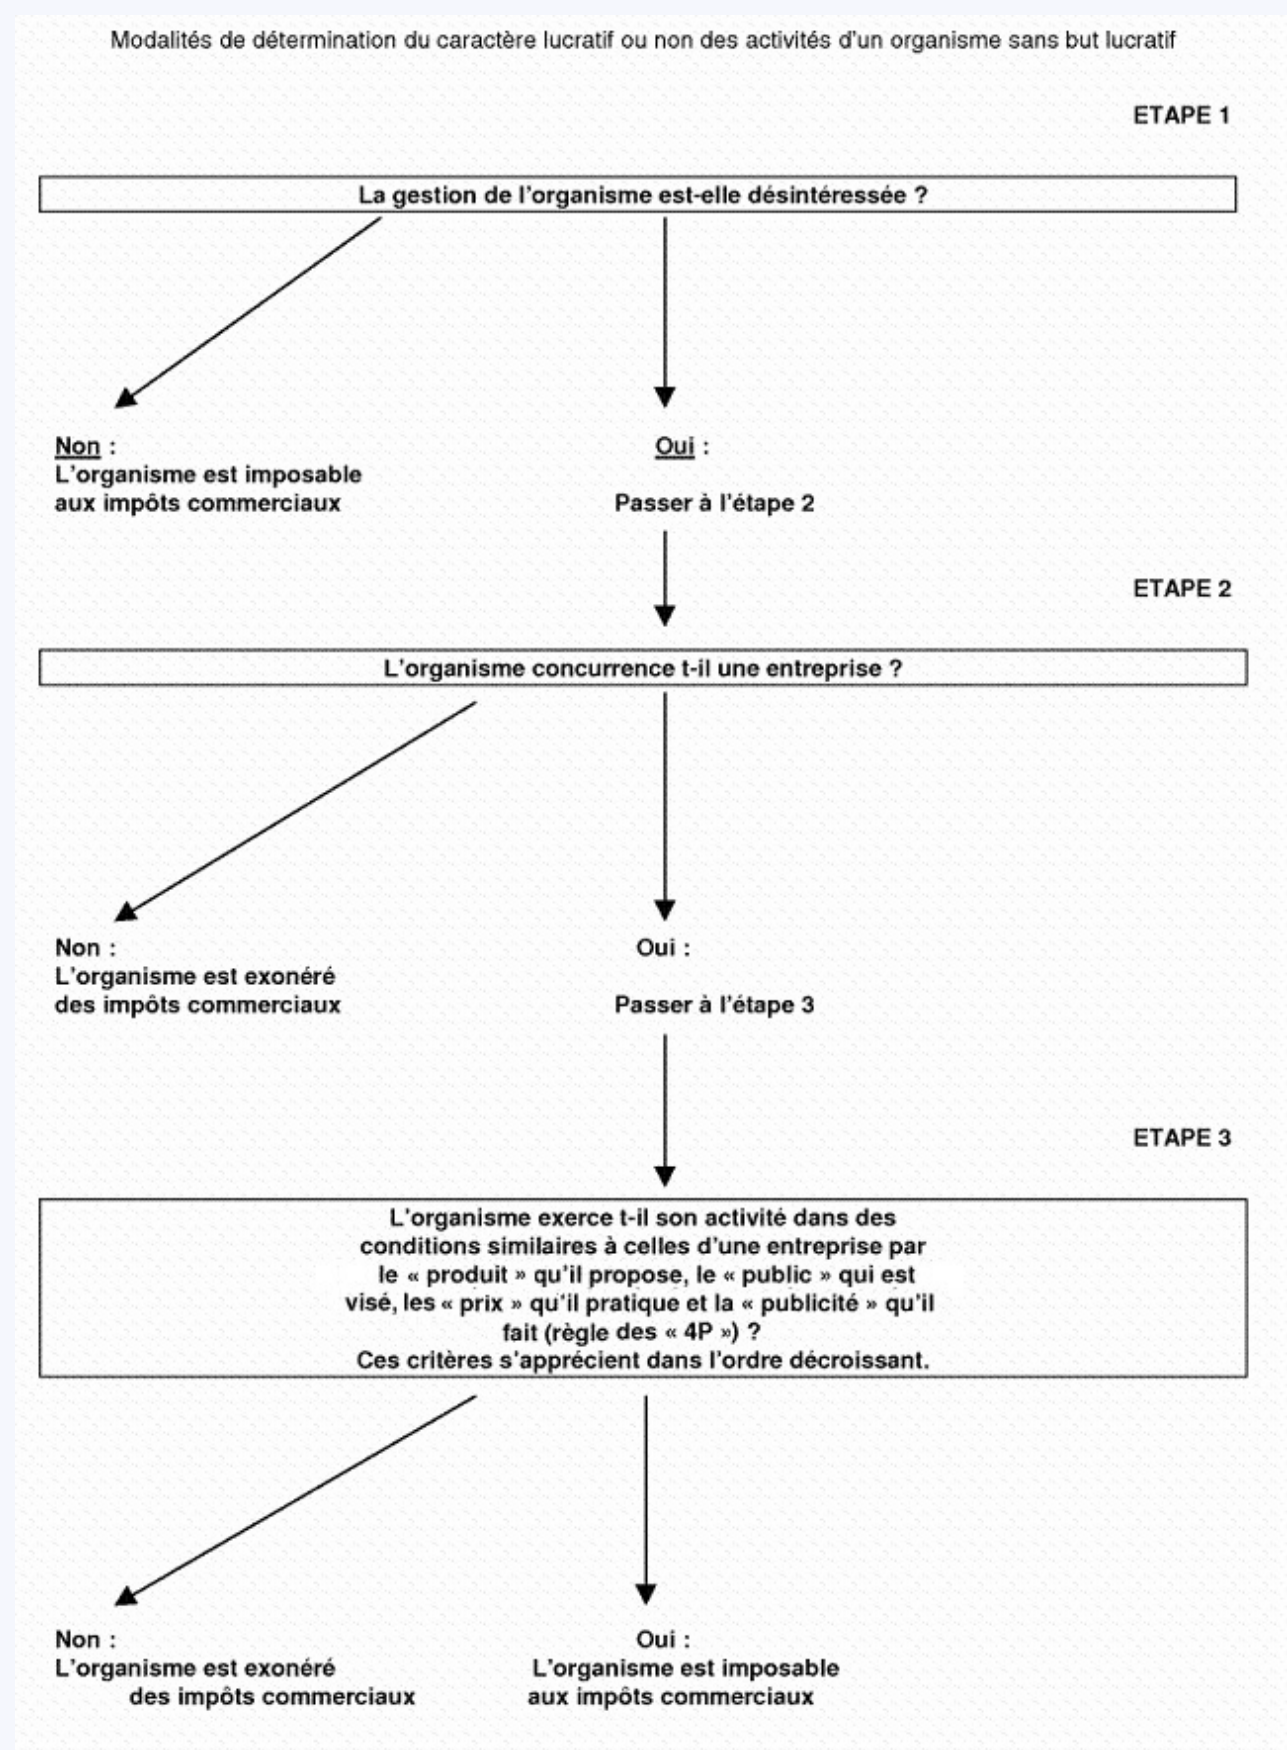 Modalités de détermination du caractère lucratif ou non des activités d'un organisme sans but lucratif
ETAPE 1
La gestion de l'organisme est-elle désintéressée ?
Non :
L'organisme est imposable
aux impôts commerciaux
Oui :
Passer à l'étape 2
ETAPE 2
L'organisme concurrence t-il une entreprise ?
Non :
L'organisme est exonéré
des impôts commerciaux
Oui :
Passer à l'étape 3
ETAPE 3
L'organisme exerce t-il son activité dans des
conditions similaires à celles d'une entreprise par
le « produit » qu'il propose, le « public » qui est
visé, les « prix » qu'il pratique et la « publicité » qu'il
fait (règle des « 4P ») ?
Ces critères s'apprécient dans l'ordre décroissant.
Non :
L'organisme est exonéré
des impôts commerciaux
Oui :
L'organisme est imposable
aux impôts commerciaux